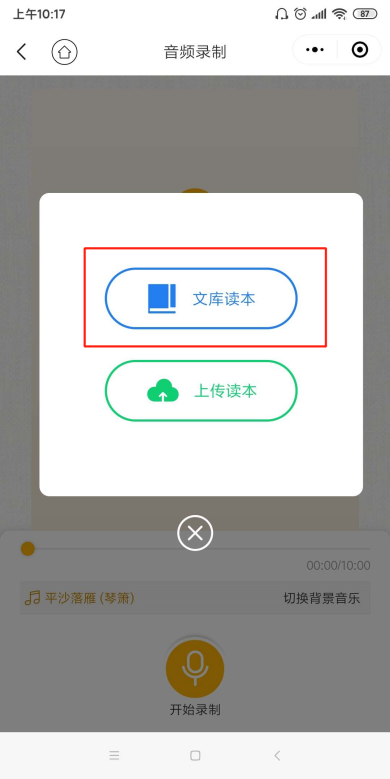 上午10:17
87
音频录制
文库读本
上传读本
00:00/10:00
平沙落雁 (琴箫)
切换背景音乐
开始录制